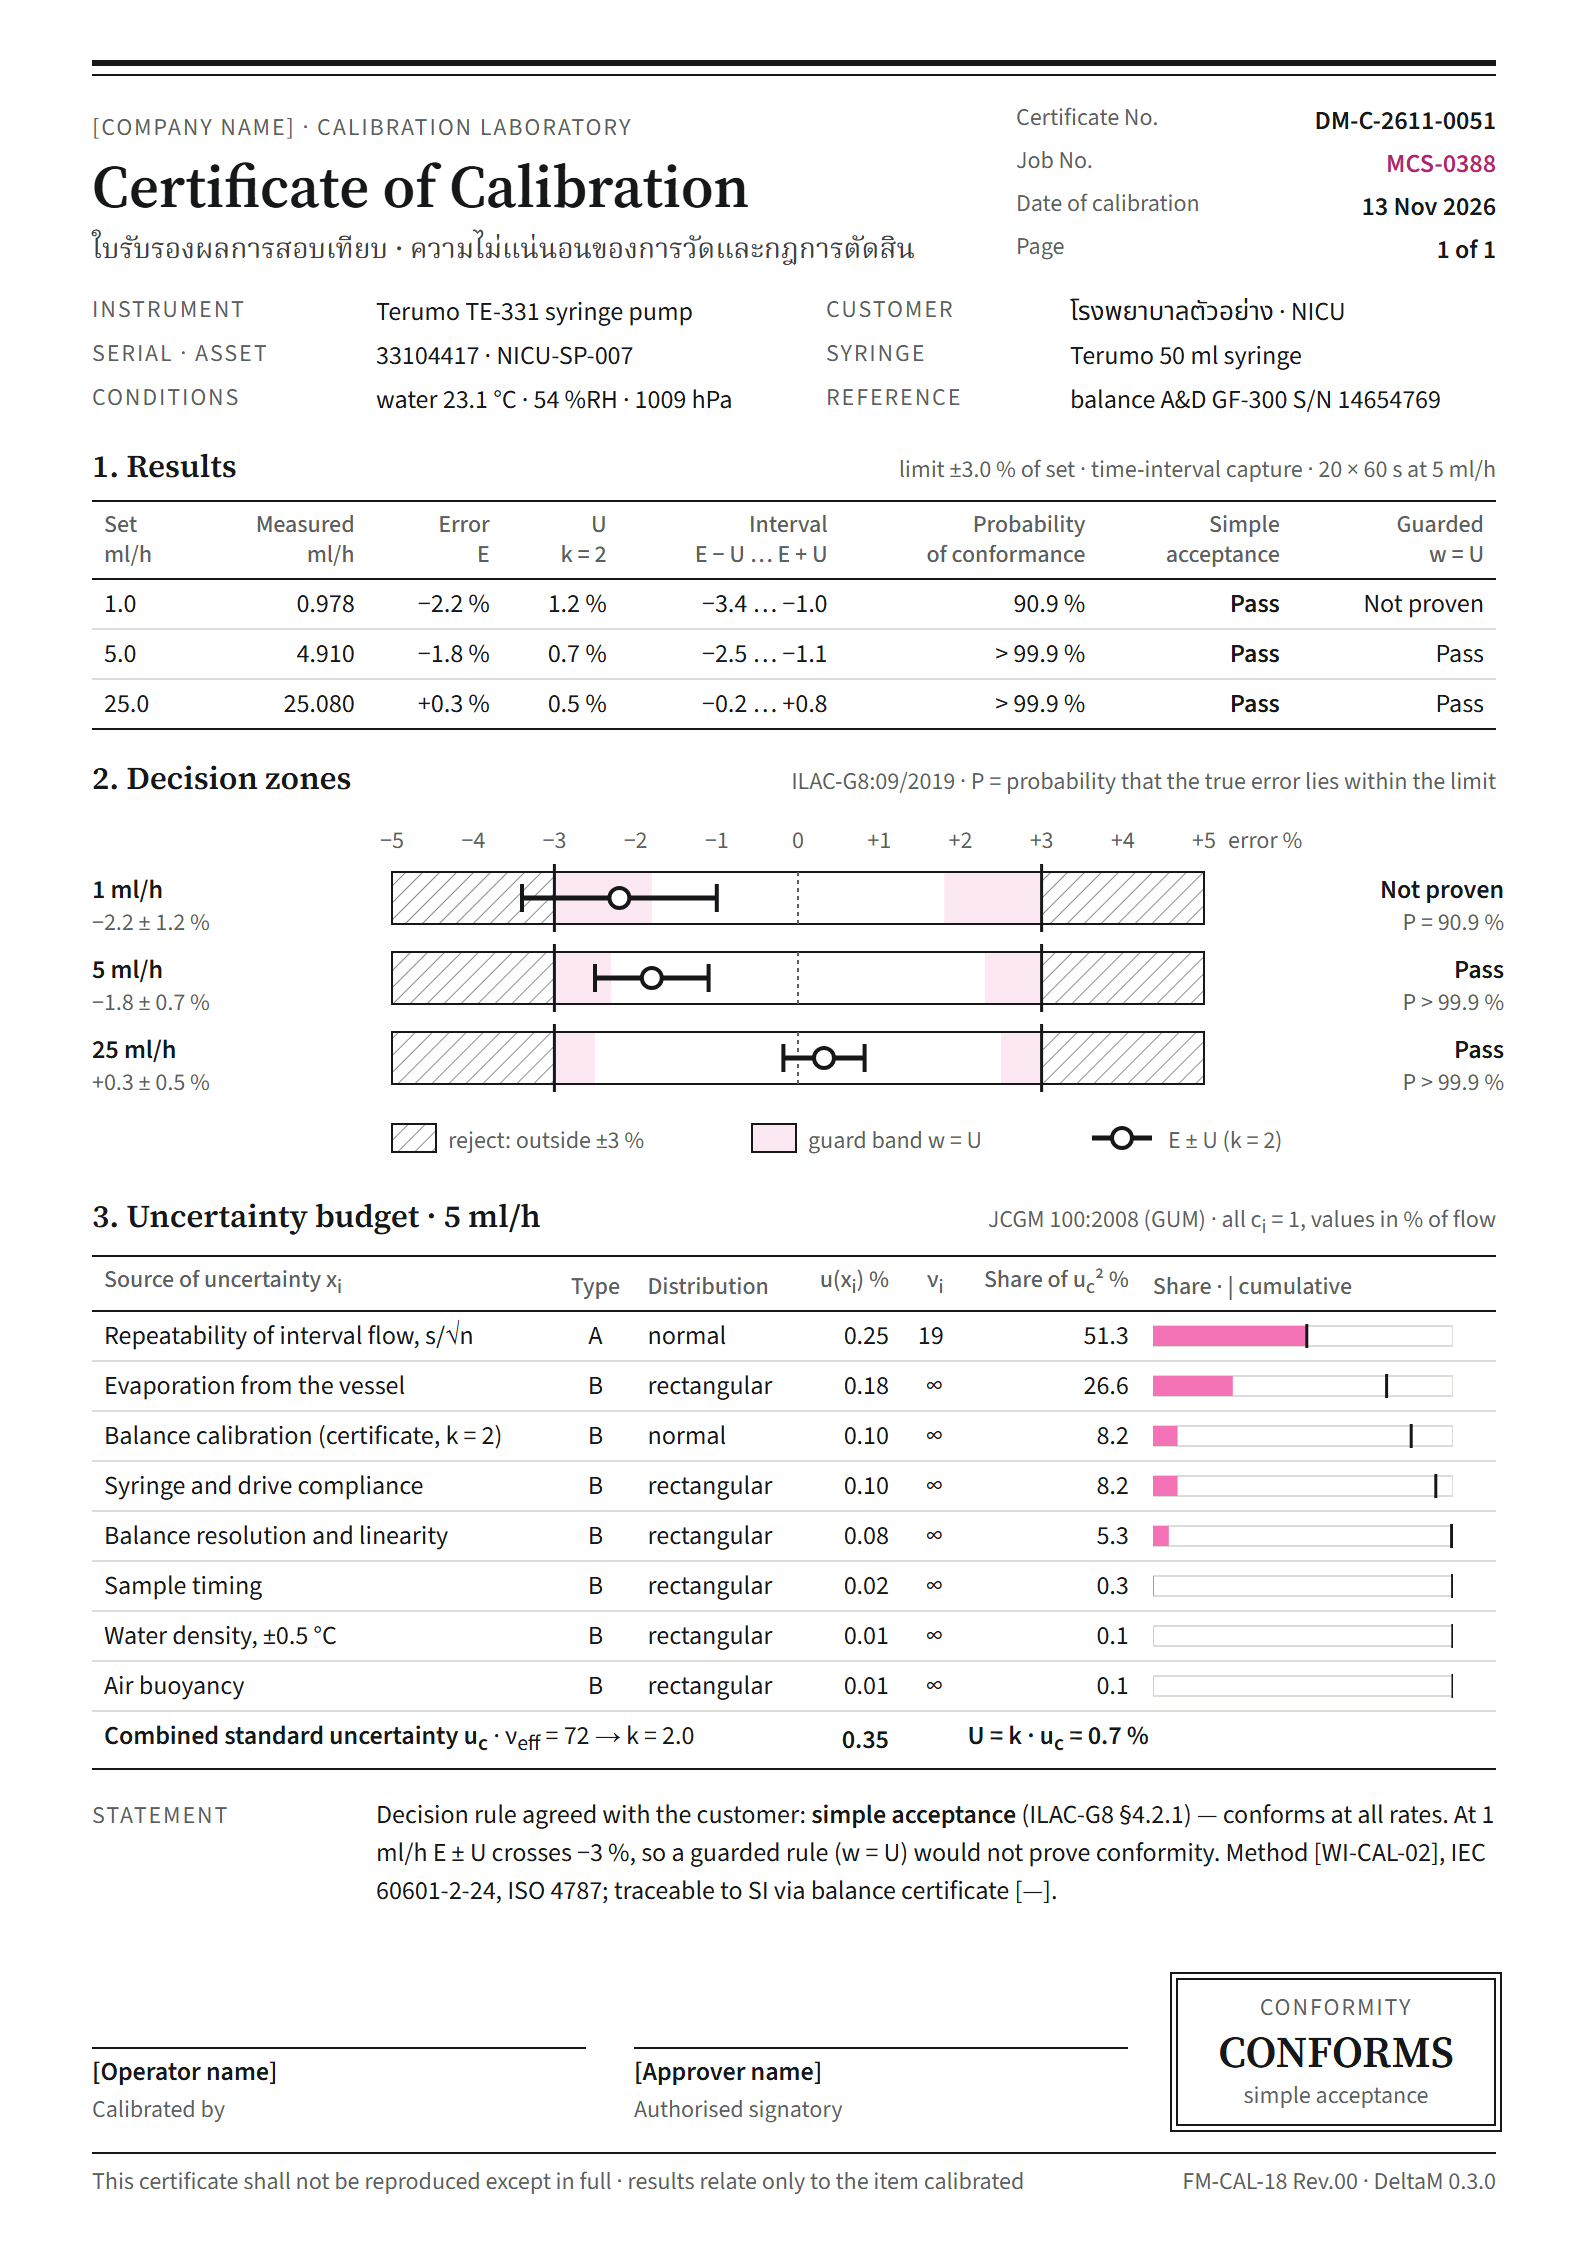 [COMPANY NAME] · CALIBRATION LABORATORY
Certificate of Calibration
ใบรับรองผลการสอบเทียบ · ความไม่แน่นอนของการวัดและกฎการตัดสิน
Certificate No. DM-C-2611-0051
Job No. MCS-0388
Date of calibration 13 Nov 2026
Page 1 of 1
INSTRUMENT Terumo TE-331 syringe pump CUSTOMER โรงพยาบาลตัวอย่าง · NICU
SERIAL · ASSET 33104417 · NICU-SP-007 SYRINGE Terumo 50 ml syringe
CONDITIONS water 23.1 °C · 54 %RH · 1009 hPa REFERENCE balance A&D GF-300 S/N 14654769
1. Results limit ±3.0 % of set · time-interval capture · 20 × 60 s at 5 ml/h
Set Measured Error U Interval Probability Simple Guarded
ml/h ml/h E k = 2 E − U … E + U of conformance acceptance w = U
1.0 0.978 −2.2 % 1.2 % −3.4 … −1.0 90.9 % Pass Not proven
5.0 4.910 −1.8 % 0.7 % −2.5 … −1.1 > 99.9 % Pass Pass
25.0 25.080 +0.3 % 0.5 % −0.2 … +0.8 > 99.9 % Pass Pass
2. Decision zones ILAC-G8:09/2019 · P = probability that the true error lies within the limit
−5 −4 −3 −2 −1 0 +1 +2 +3 +4 +5 error %
1 ml/h Not proven
−2.2 ± 1.2 % P = 90.9 %
5 ml/h Pass
−1.8 ± 0.7 % P > 99.9 %
25 ml/h Pass
+0.3 ± 0.5 % P > 99.9 %
reject: outside ±3 % guard band w = U E ± U (k = 2)
3. Uncertainty budget · 5 ml/h JCGM 100:2008 (GUM) · all ci = 1, values in % of flow
Source of uncertainty xi Type Distribution u(xi) % νi Share of uc² % Share · | cumulative
Repeatability of interval flow, s/√n A normal 0.25 19 51.3
Evaporation from the vessel B rectangular 0.18 ∞ 26.6
Balance calibration (certificate, k = 2) B normal 0.10 ∞ 8.2
Syringe and drive compliance B rectangular 0.10 ∞ 8.2
Balance resolution and linearity B rectangular 0.08 ∞ 5.3
Sample timing B rectangular 0.02 ∞ 0.3
Water density, ±0.5 °C B rectangular 0.01 ∞ 0.1
Air buoyancy B rectangular 0.01 ∞ 0.1
Combined standard uncertainty uc · νeff = 72 → k = 2.0 0.35 U = k · uc = 0.7 %
STATEMENT Decision rule agreed with the customer: simple acceptance (ILAC-G8 §4.2.1) — conforms at all rates. At 1
ml/h E ± U crosses −3 %, so a guarded rule (w = U) would not prove conformity. Method [WI-CAL-02], IEC
60601-2-24, ISO 4787; traceable to SI via balance certificate [—].
CONFORMITY
CONFORMS
simple acceptance
[Operator name] [Approver name]
Calibrated by Authorised signatory
This certificate shall not be reproduced except in full · results relate only to the item calibrated FM-CAL-18 Rev.00 · DeltaM 0.3.0